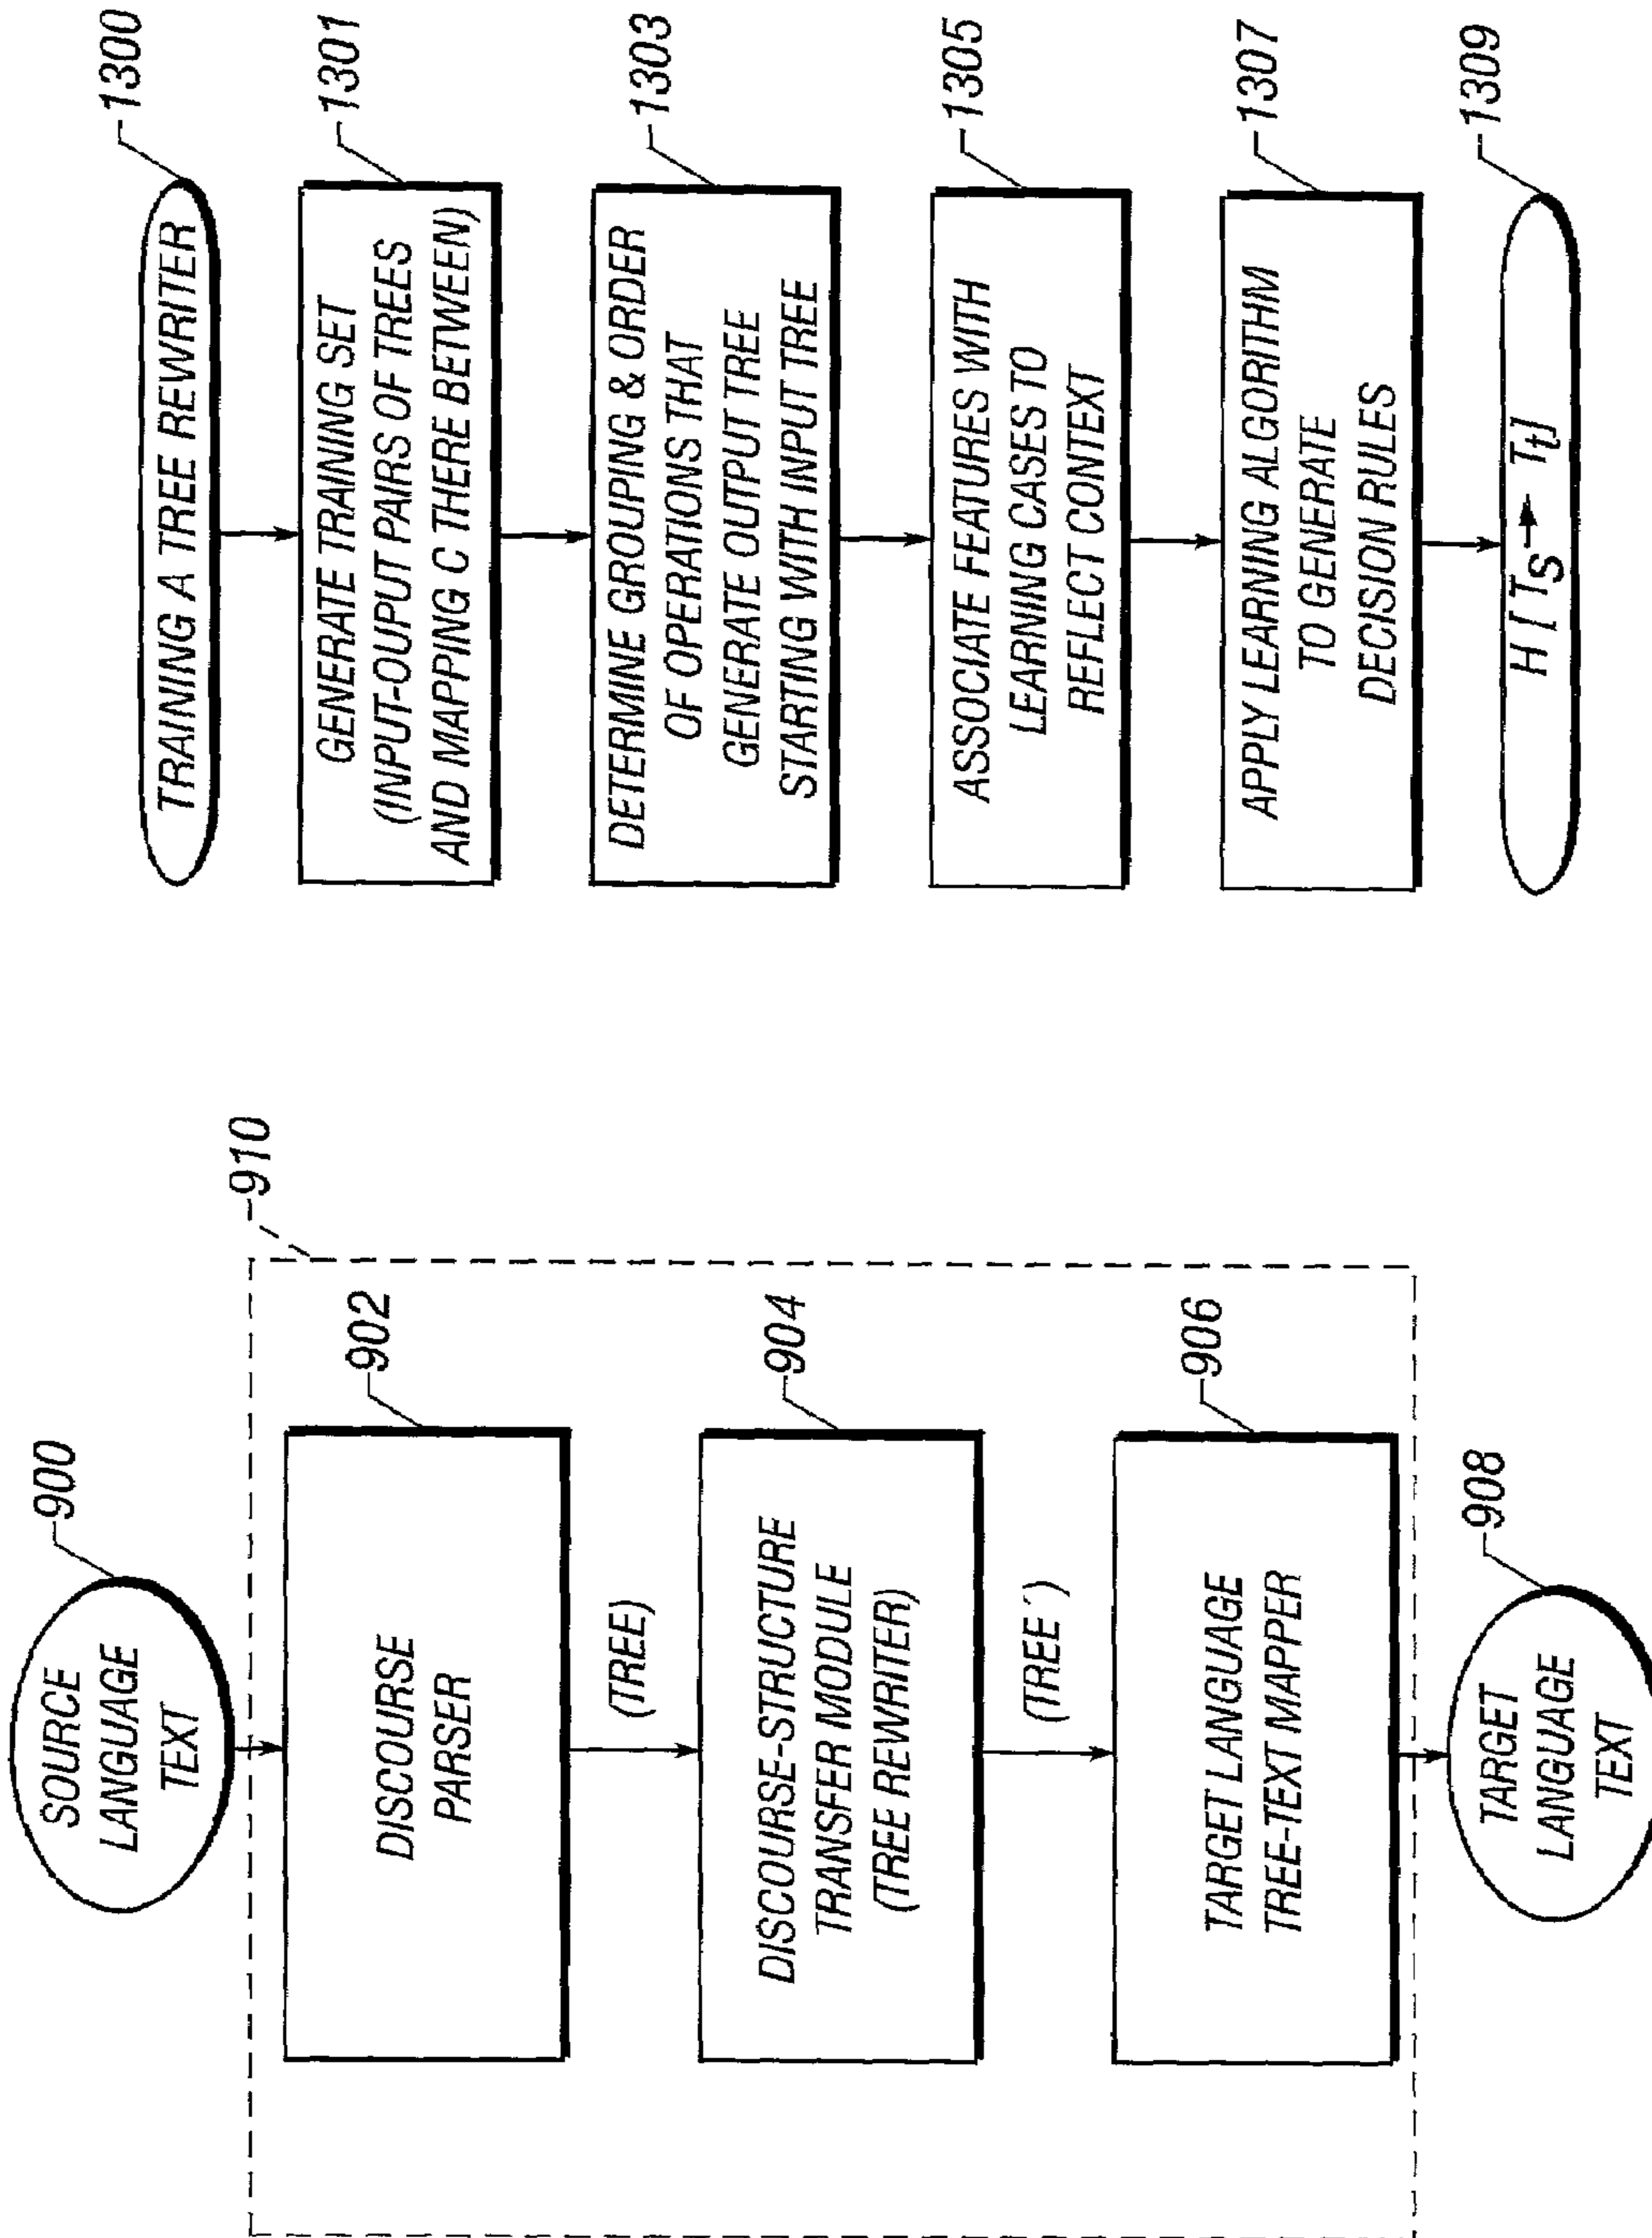 900
SOURCE
LANGUAGE
TEXT
910
902
DISCOURSE
PARSER
(TREE)
904
DISCOURSE-STRUCTURE
TRANSFER MODULE
(TREE REWRITER)
(TREE')
906
TARGET LANGUAGE
TREE-TEXT MAPPER
908
TARGET
LANGUAGE
TEXT
1300
TRAINING A TREE REWRITER
1301
GENERATE TRAINING SET
(INPUT-OUPUT PAIRS OF TREES
AND MAPPING C THERE BETWEEN)
1303
DETERMINE GROUPING & ORDER
OF OPERATIONS THAT
GENERATE OUTPUT TREE
STARTING WITH INPUT TREE
1305
ASSOCIATE FEATURES WITH
LEARNING CASES TO
REFLECT CONTEXT
1307
APPLY LEARNING ALGORITHM
TO GENERATE
DECISION RULES
1309
H [ Ts → Tt]